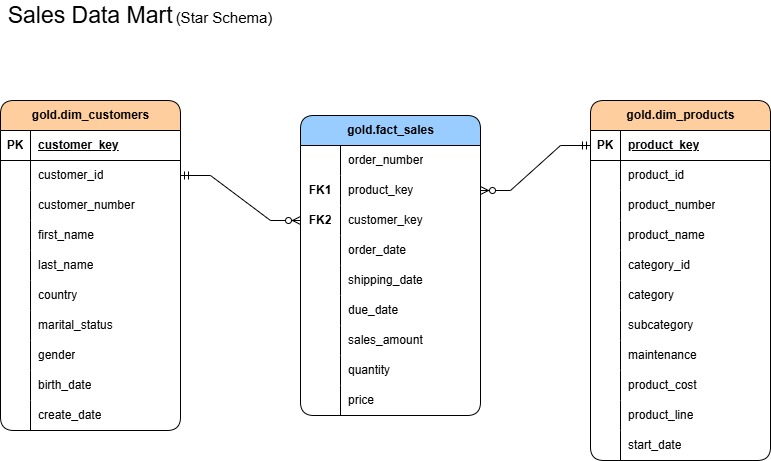 Sales Data Mart (Star Schema)
gold.dim_customers
PK customer_key
customer_id
customer_number
first_name
last_name
country
marital_status
gender
birth_date
create_date
gold.fact_sales
order_number
FK1 product_key
FK2 customer_key
order_date
shipping_date
due_date
sales_amount
quantity
price
gold.dim_products
PK product_key
product_id
product_number
product_name
category_id
category
subcategory
maintenance
product_cost
product_line
start_date